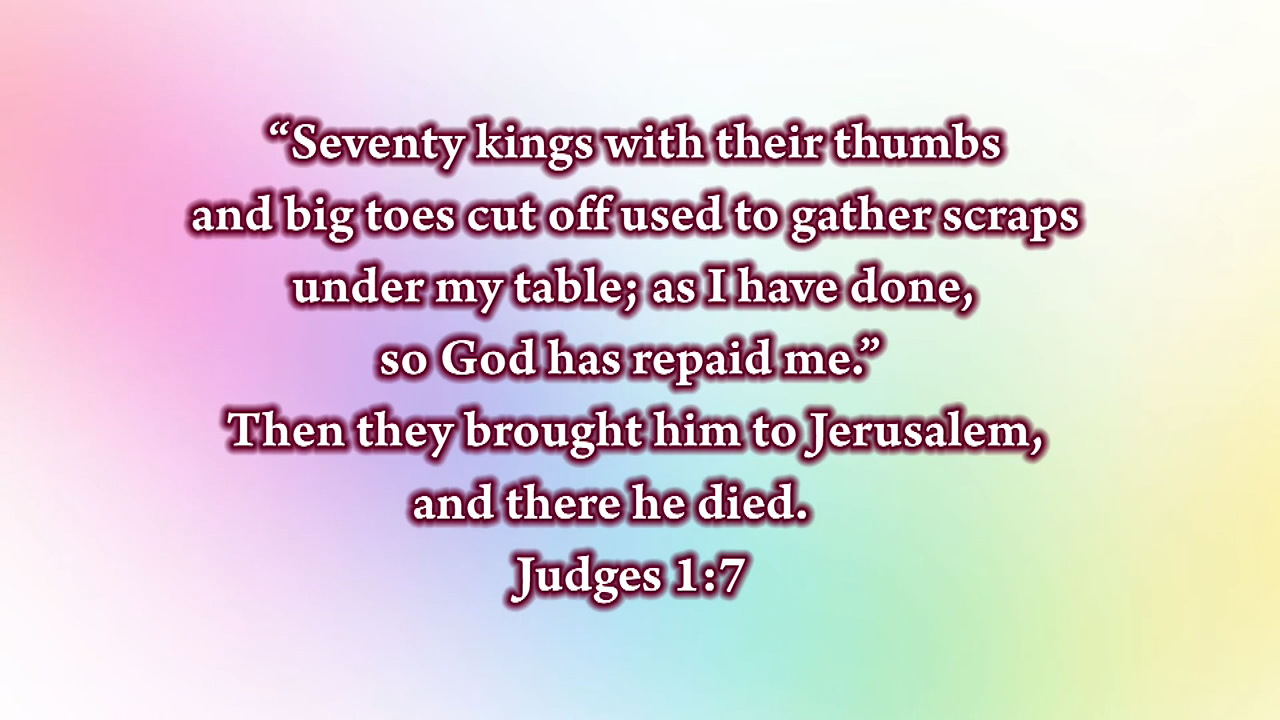 “Seventy kings with their thumbs
and big toes cut off used to gather scraps
under my table; as I have done,
so God has repaid me.”
Then they brought him to Jerusalem,
and there he died.
Judges 1:7